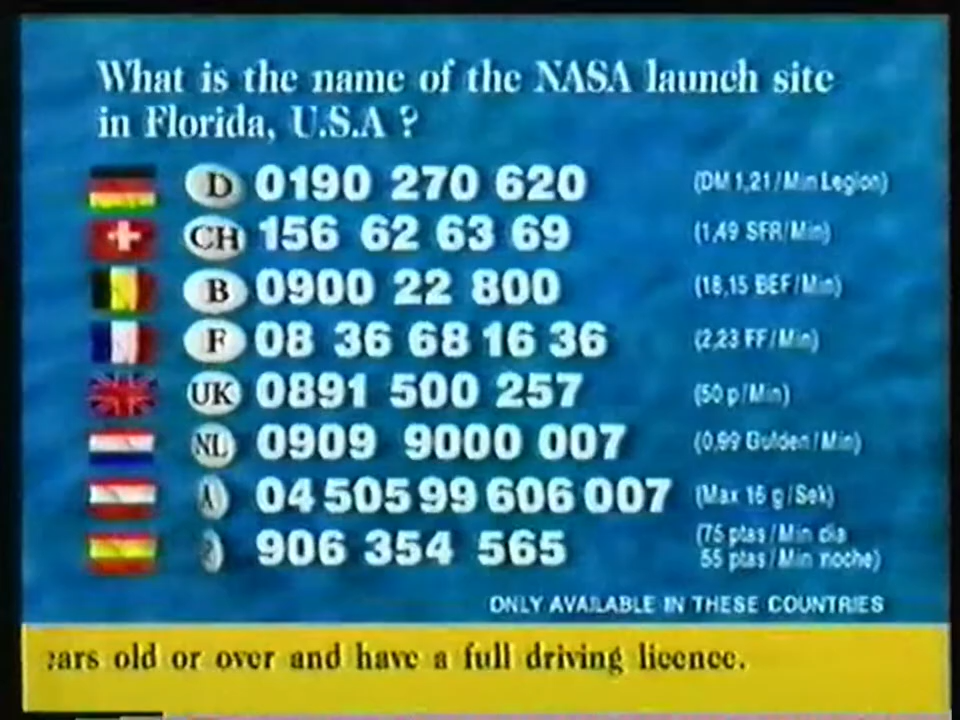 What is the name of the NASA launch site
in Florida, U.S.A ?
D 0190 270 620 (DM 1,21/Min Legion)
CH 156 62 63 69 (1,49 SFR/Min)
B 0900 22 800 (18,15 BEF/Min)
F 08 36 68 16 36 (2,23 FF/Min)
UK 0891 500 257 (50 p/Min)
NL 0909 9000 007 (0,99 Gulden/Min)
A 04 505 99 606 007 (Max 16 g/Sek)
906 354 565 (75 ptas/Min dia
55 ptas/Min noche)
ONLY AVAILABLE IN THESE COUNTRIES
ears old or over and have a full driving licence.